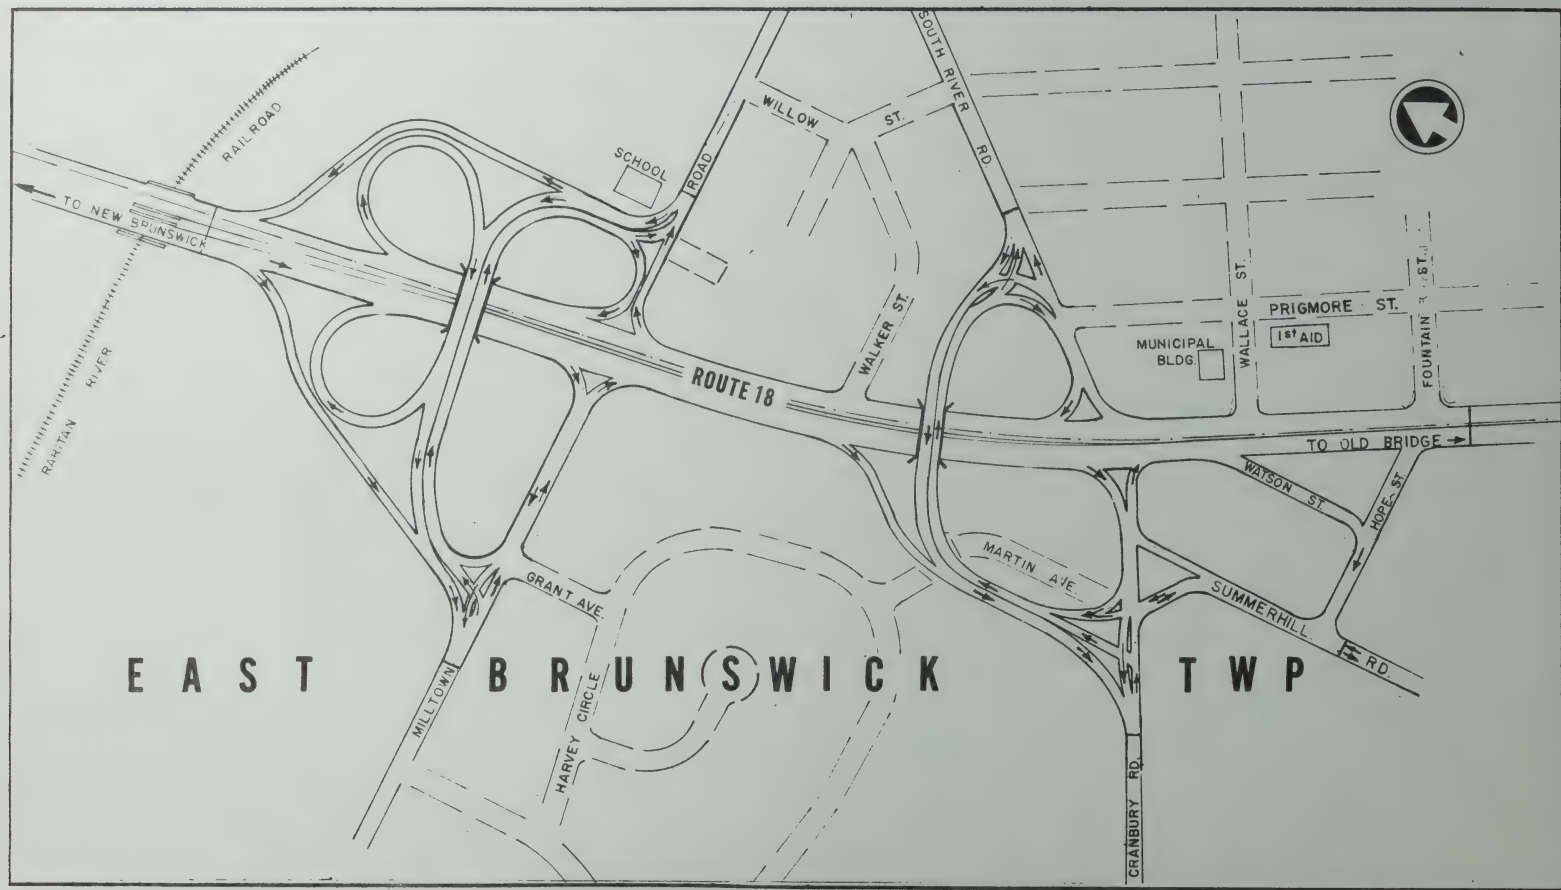 SOUTH RIVER RD.
WILLOW ST.
RAILROAD
SCHOOL
ROAD
TO NEW BRUNSWICK
WALLACE ST.
FOUNTAIN ST.
PRIGMORE ST.
1st AID
MUNICIPAL
BLDG.
WALKER ST.
RARITAN RIVER
ROUTE 18
TO OLD BRIDGE
WATSON ST.
HOPE ST.
MARTIN AVE.
GRANT AVE.
SUMMERHILL RD.
EAST BRUNSWICK TWP
MILLTOWN
HARVEY CIRCLE
CRANBURY RD.